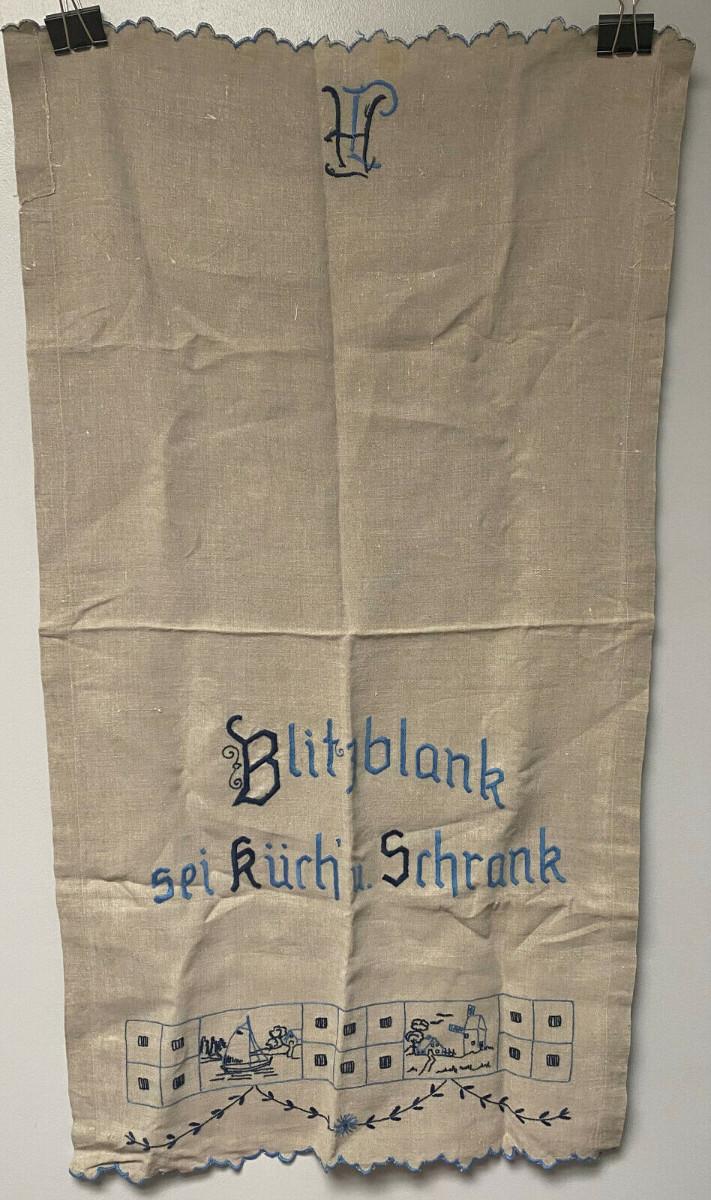 Blitzblank
sei Küch' u. Schrank